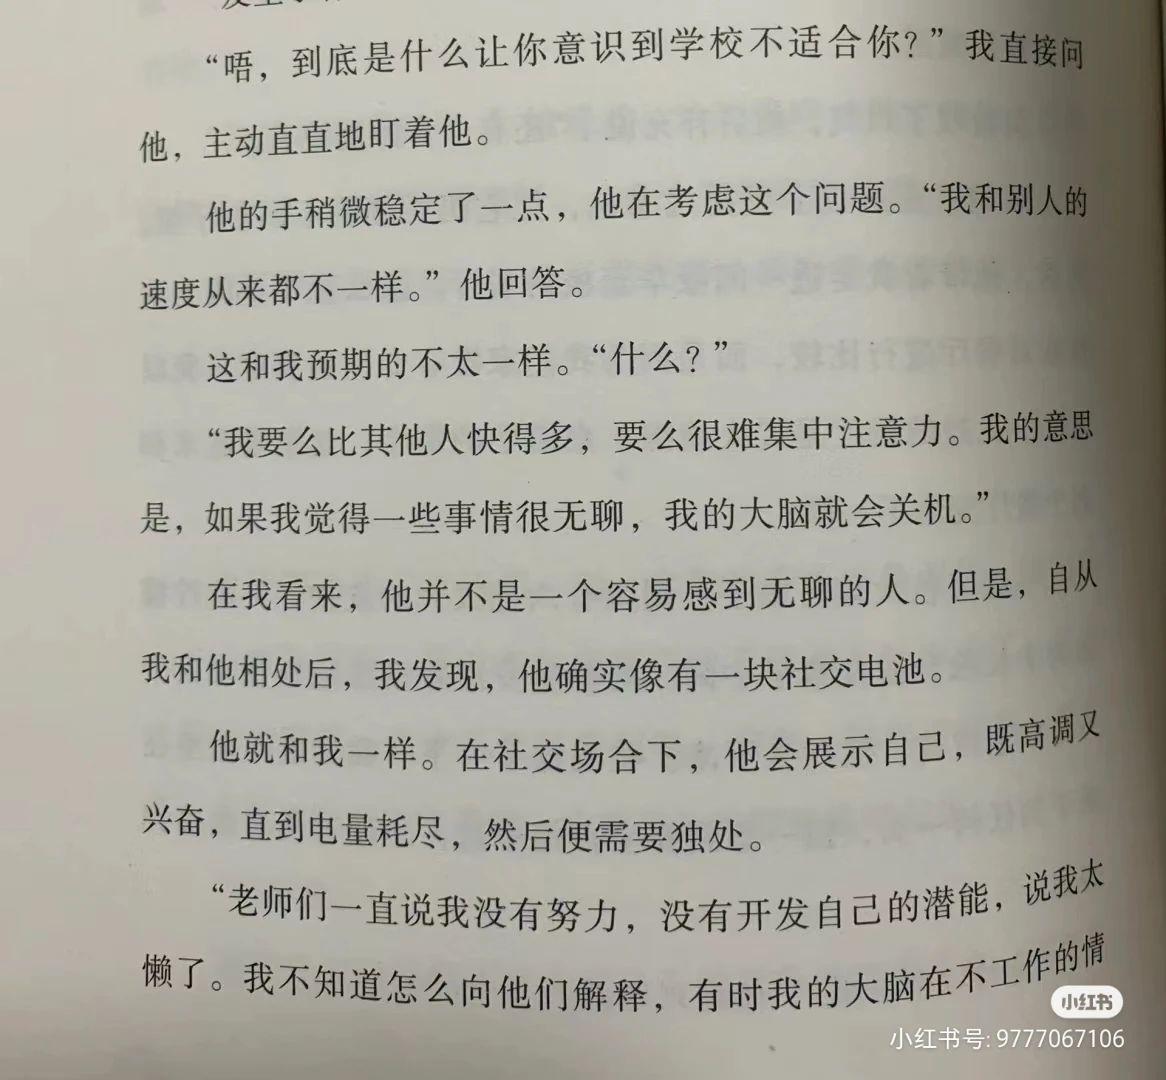 “唔，到底是什么让你意识到学校不适合你？”我直接问
他，主动直直地盯着他。
他的手稍微稳定了一点，他在考虑这个问题。“我和别人的
速度从来都不一样。”他回答。
这和我预期的不太一样。“什么？”
“我要么比其他人快得多，要么很难集中注意力。我的意思
是，如果我觉得一些事情很无聊，我的大脑就会关机。”
在我看来，他并不是一个容易感到无聊的人。但是，自从
我和他相处后，我发现，他确实像有一块社交电池。
他就和我一样。在社交场合下，他会展示自己，既高调又
兴奋，直到电量耗尽，然后便需要独处。
“老师们一直说我没有努力，没有开发自己的潜能，说我太
懒了。我不知道怎么向他们解释，有时我的大脑在不工作的情
小红书
小红书号: 9777067106